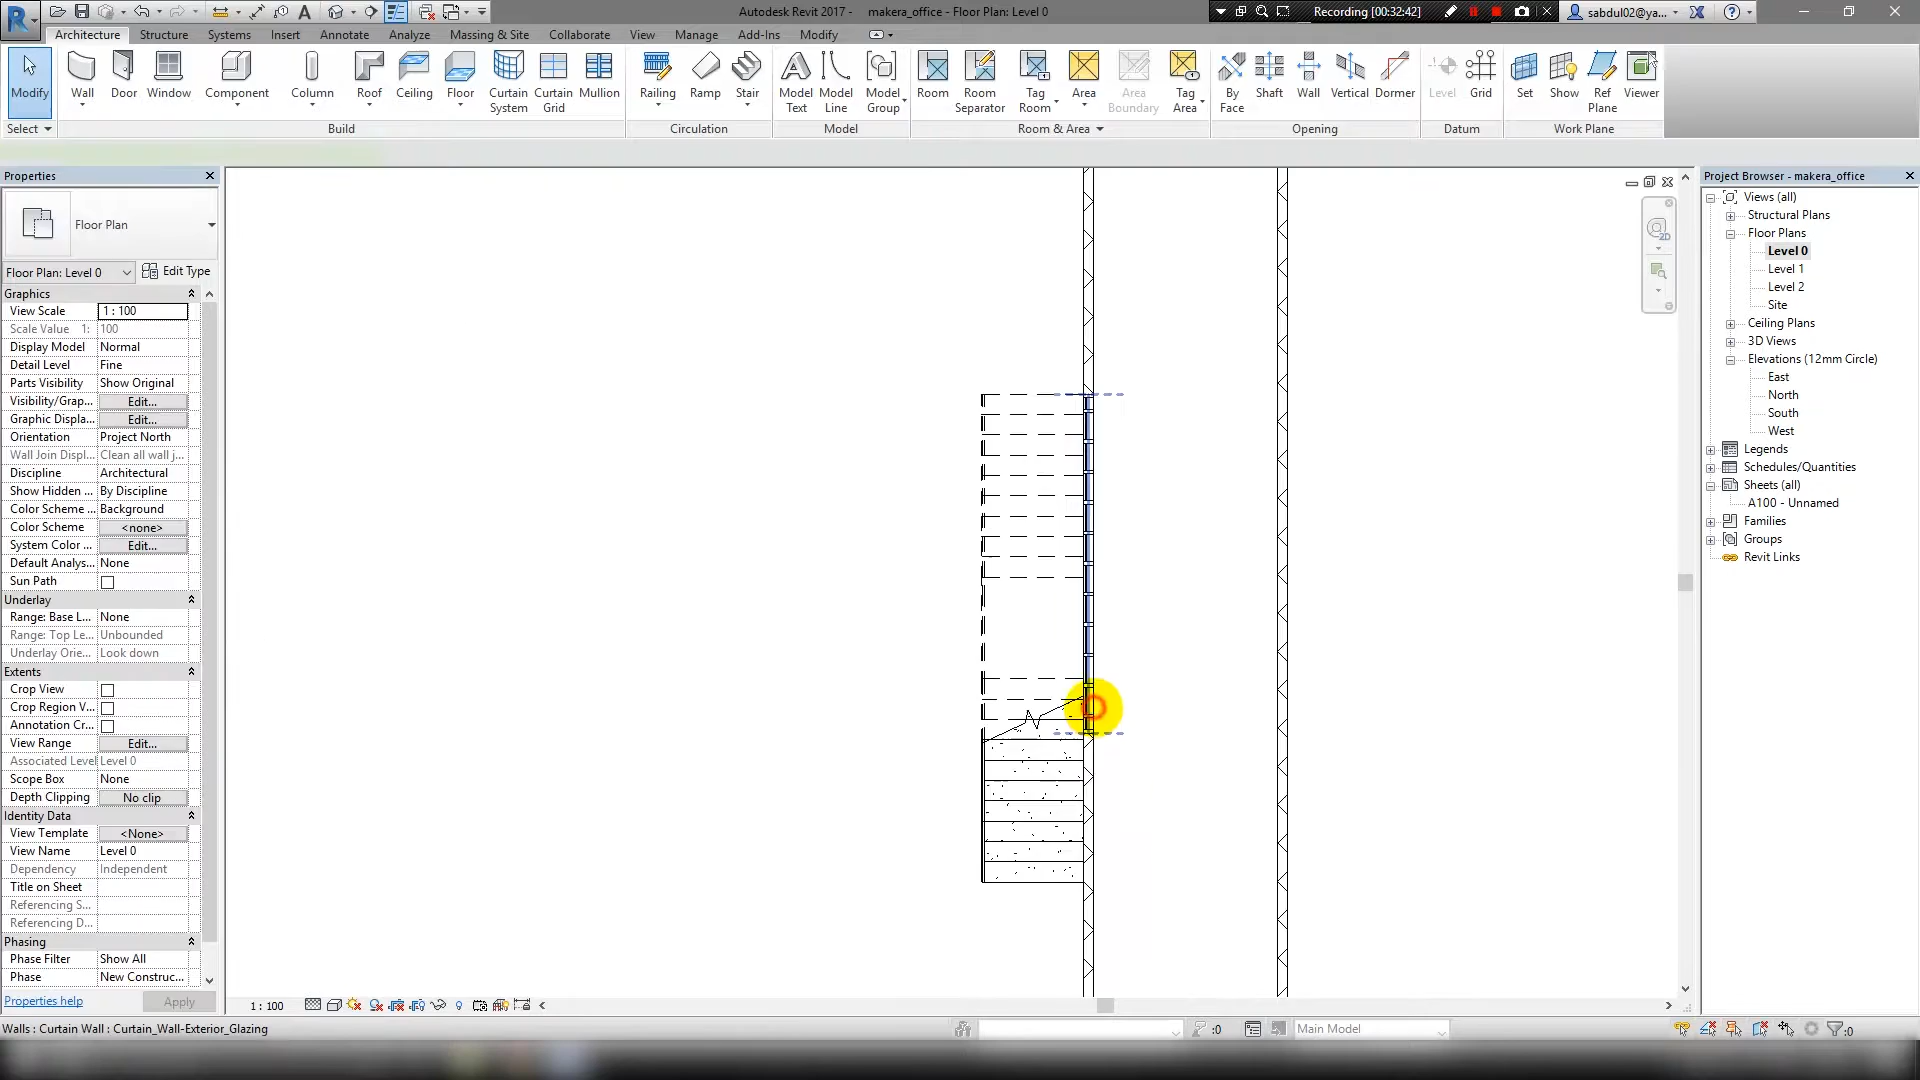 Autodesk Revit 2017 -    makera_office - Floor Plan: Level 0
Recording [00:32:42]
sabdul02@ya...
Architecture Structure Systems Insert Annotate Analyze Massing & Site Collaborate View Manage Add-Ins Modify
Modify Wall Door Window Component Column Roof Ceiling Floor Curtain System Curtain Grid Mullion Railing Ramp Stair Model Text Model Line Model Group Room Room Separator Tag Room Area Area Boundary Tag Area By Face Shaft Wall Vertical Dormer Level Grid Set Show Ref Plane Viewer
Select Build Circulation Model Room & Area Opening Datum Work Plane
Properties
Floor Plan
Floor Plan: Level 0 Edit Type
Graphics
View Scale 1 : 100
Scale Value 1: 100
Display Model Normal
Detail Level Fine
Parts Visibility Show Original
Visibility/Grap... Edit...
Graphic Displa... Edit...
Orientation Project North
Wall Join Displ... Clean all wall j...
Discipline Architectural
Show Hidden ... By Discipline
Color Scheme ... Background
Color Scheme <none>
System Color ... Edit...
Default Analys... None
Sun Path
Underlay
Range: Base L... None
Range: Top Le... Unbounded
Underlay Orie... Look down
Extents
Crop View
Crop Region V...
Annotation Cr...
View Range Edit...
Associated Level Level 0
Scope Box None
Depth Clipping No clip
Identity Data
View Template <None>
View Name Level 0
Dependency Independent
Title on Sheet
Referencing S...
Referencing D...
Phasing
Phase Filter Show All
Phase New Construc...
Properties help Apply
2D
1 : 100
Project Browser - makera_office
Views (all)
Structural Plans
Floor Plans
Level 0
Level 1
Level 2
Site
Ceiling Plans
3D Views
Elevations (12mm Circle)
East
North
South
West
Legends
Schedules/Quantities
Sheets (all)
A100 - Unnamed
Families
Groups
Revit Links
Walls : Curtain Wall : Curtain_Wall-Exterior_Glazing
:0
Main Model
:0